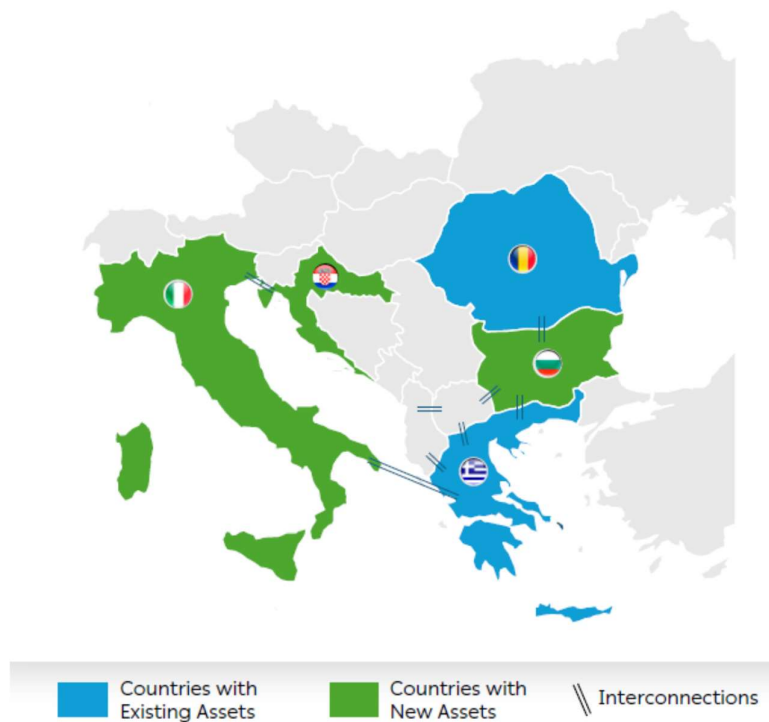 Countries with
Existing Assets
Countries with
New Assets
Interconnections